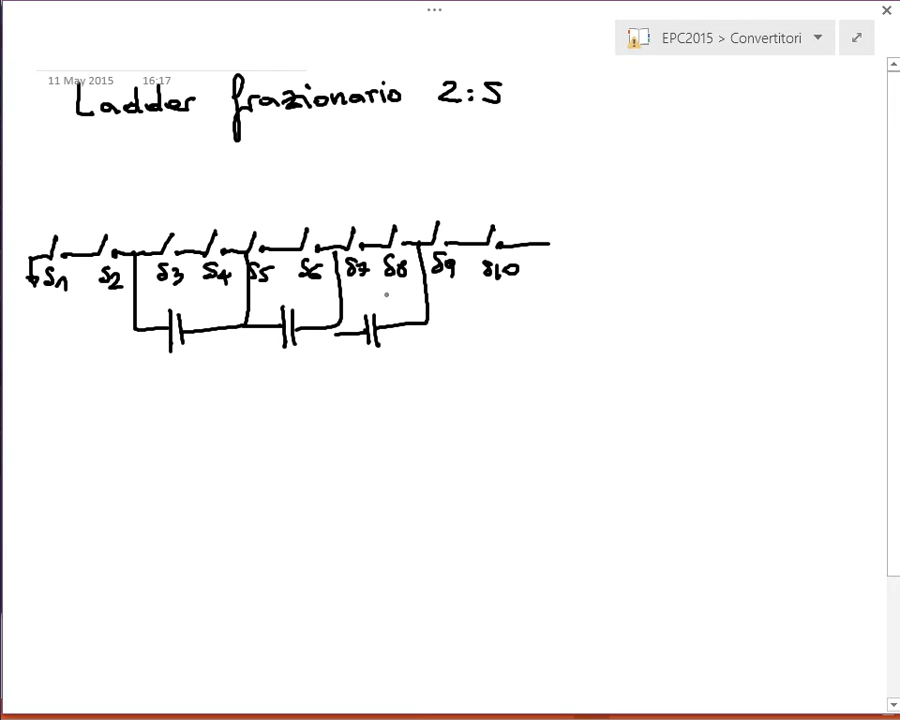 EPC2015 > Convertitori
11 May 2015 16:17
Ladder frazionario 2:5
S1 S2 S3 S4 S5 S6 S7 S8 S9 S10